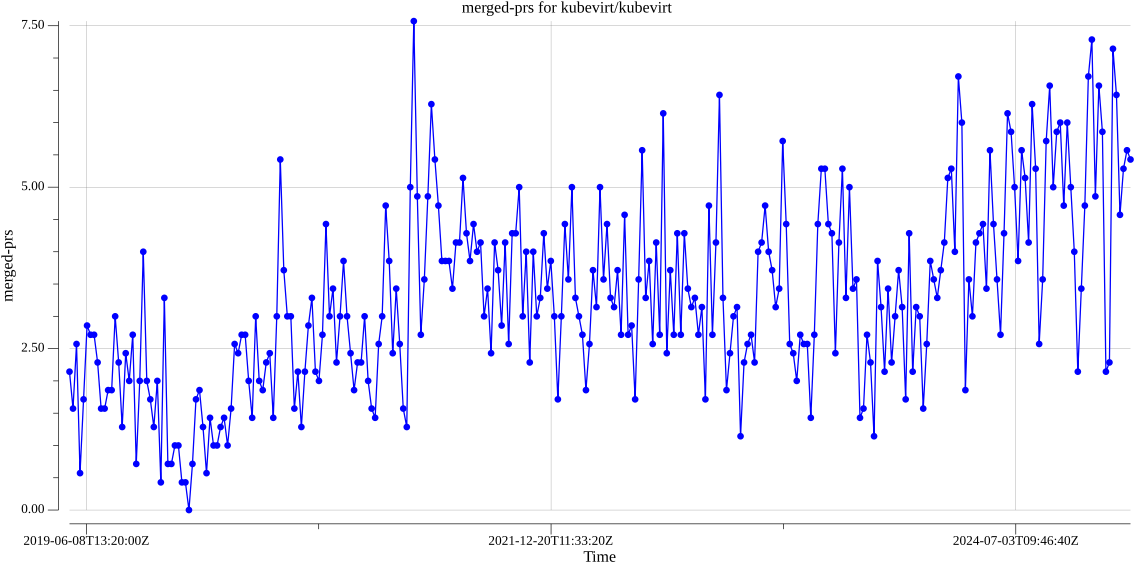 merged-prs for kubevirt/kubevirt
7.50
5.00
2.50
0.00
merged-prs
2019-06-08T13:20:00Z
2021-12-20T11:33:20Z
2024-07-03T09:46:40Z
Time